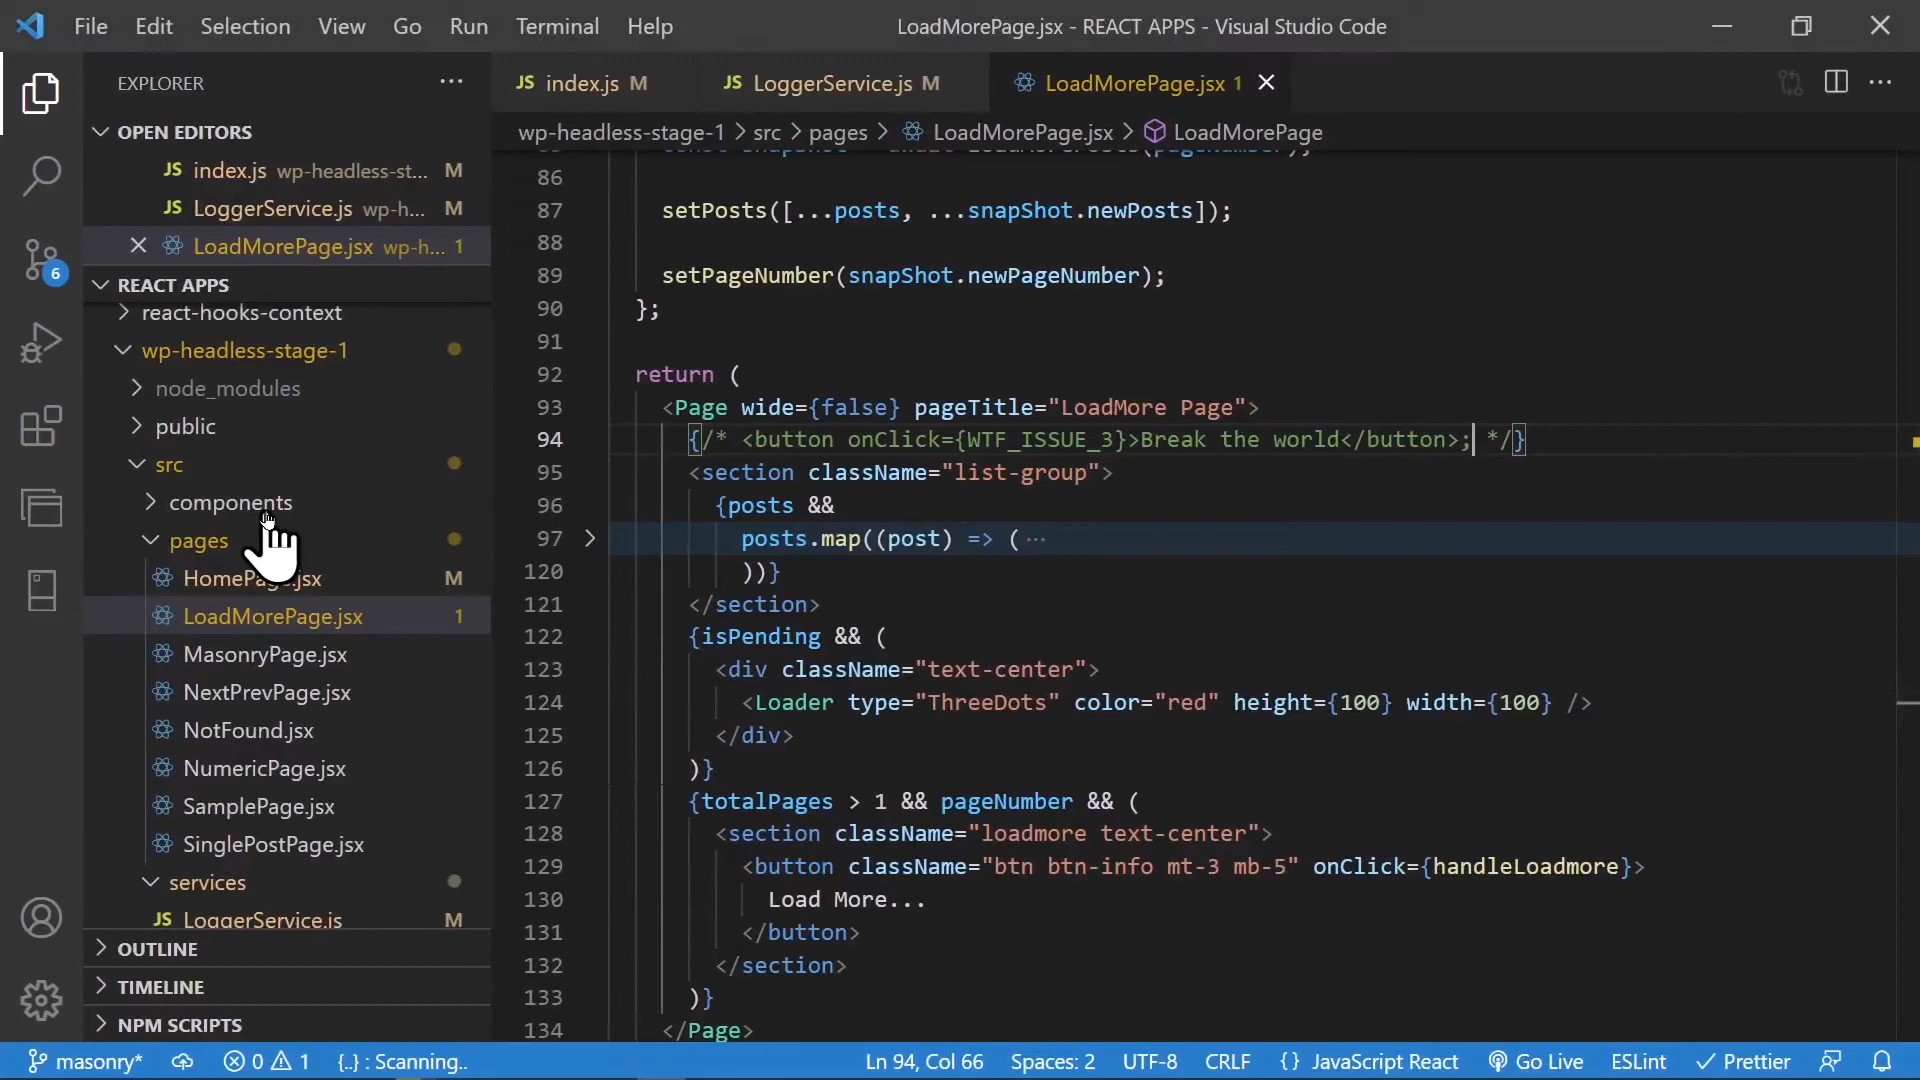 File Edit Selection View Go Run Terminal Help LoadMorePage.jsx - REACT APPS - Visual Studio Code
EXPLORER ···
OPEN EDITORS
JS index.js wp-headless-st... M
JS LoggerService.js wp-h... M
LoadMorePage.jsx wp-h... 1
REACT APPS
react-hooks-context
wp-headless-stage-1
node_modules
public
src
components
pages
HomePage.jsx M
LoadMorePage.jsx 1
MasonryPage.jsx
NextPrevPage.jsx
NotFound.jsx
NumericPage.jsx
SamplePage.jsx
SinglePostPage.jsx
services
JS LoggerService.js M
OUTLINE
TIMELINE
NPM SCRIPTS
6
JS index.js M JS LoggerService.js M LoadMorePage.jsx 1
wp-headless-stage-1 > src > pages > LoadMorePage.jsx > LoadMorePage
86
87 setPosts([...posts, ...snapShot.newPosts]);
88
89 setPageNumber(snapShot.newPageNumber);
90 };
91
92 return (
93 <Page wide={false} pageTitle="LoadMore Page">
94 {/* <button onClick={WTF_ISSUE_3}>Break the world</button>; */}
95 <section className="list-group">
96 {posts &&
97 posts.map((post) => ( ···
120 ))}
121 </section>
122 {isPending && (
123 <div className="text-center">
124 <Loader type="ThreeDots" color="red" height={100} width={100} />
125 </div>
126 )}
127 {totalPages > 1 && pageNumber && (
128 <section className="loadmore text-center">
129 <button className="btn btn-info mt-3 mb-5" onClick={handleLoadmore}>
130 Load More...
131 </button>
132 </section>
133 )}
134 </Page>
masonry* 0 1 {..} : Scanning.. Ln 94, Col 66 Spaces: 2 UTF-8 CRLF {} JavaScript React Go Live ESLint Prettier